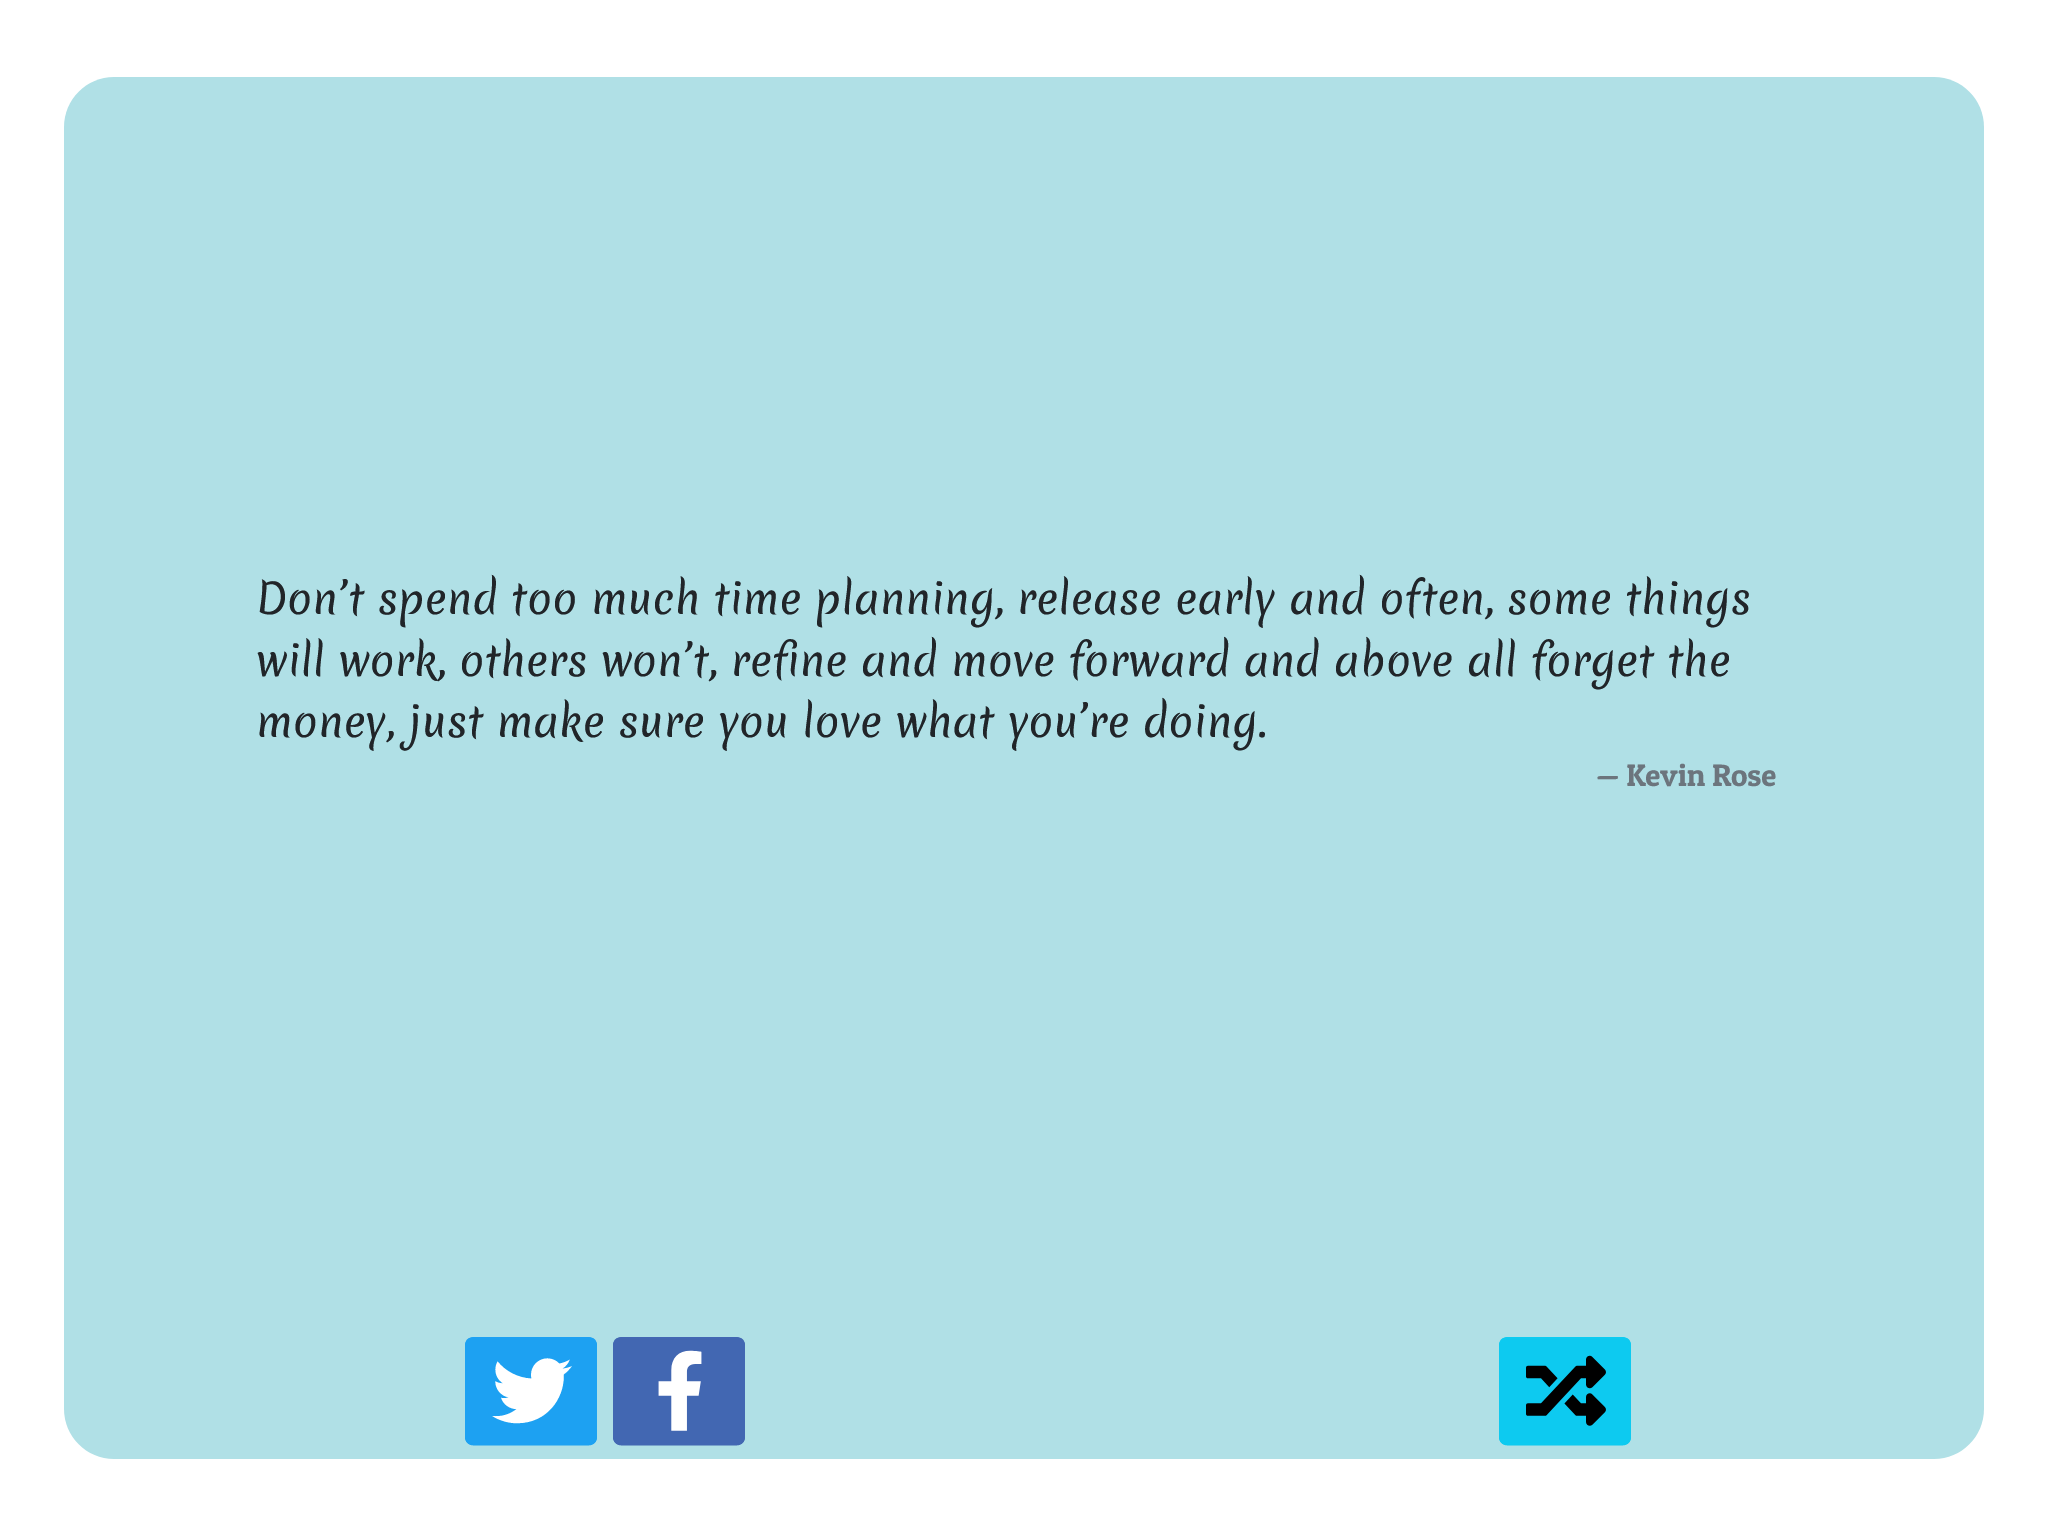 Don’t spend too much time planning, release early and often, some things
will work, others won’t, refine and move forward and above all forget the
money, just make sure you love what you’re doing.
— Kevin Rose